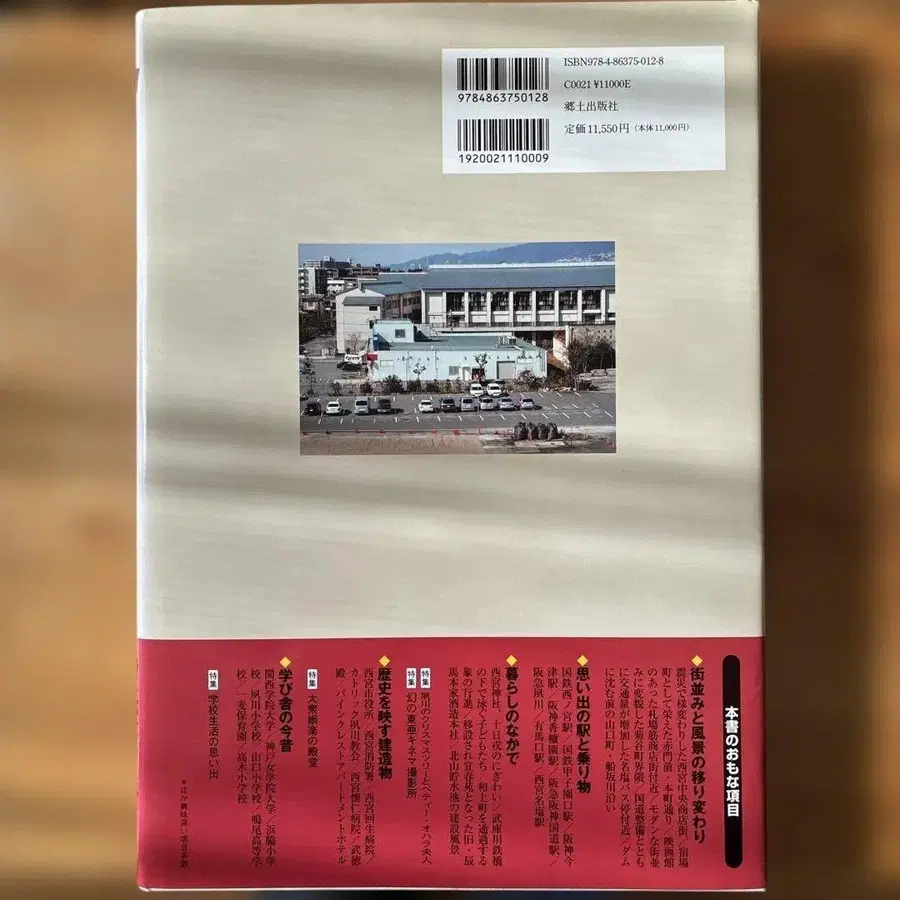 ISBN978-4-86375-012-8
C0021 ¥11000E
郷土出版社
定価11,550円(本体11,000円)
9784863750128
1920021110009
本書のおもな項目
◆街並みと風景の移り変わり
震災で様変わりした西宮中央商店街/宿場
町として栄えた赤門前・本町通り/映画館
のあった札場筋商店街付近/モダンな街並
みに変貌した菊谷町界隈/国道整備ととも
に交通量が増加した名塩バス停付近/ダム
に沈む前の山口町 船坂川沿い
◆思い出の駅と乗り物
国鉄西ノ宮駅 国鉄甲子園口駅/阪神今
津駅/阪神香櫨園駅/阪急阪神国道駅/
阪急夙川/有馬口駅/西宮名塩駅
◆暮らしのなかで
西宮神社、十日戎のにぎわい/武庫川鉄橋
の下で泳ぐ子どもたち 和上町を通過する
象の行進/移設され宜春苑となった旧・辰
馬本家酒造本社 北山貯水池の建設風景
特集 夙川のクリスマスツリーとベティー・オハラ夫人
特集 幻の東亜キネマ撮影所
◆歴史を映す建造物
西宮市役所/西宮消防署 西宮回生病院/
カトリック夙川教会/西宮懐仁病院/武徳
殿/パインクレストアパートメントホテル
特集 大衆娯楽の殿堂
◆学び舎の今昔
関西学院大学/神戸女学院大学/浜脇小学
校/夙川小学校/山口小学校/鳴尾高等学
校/一麦保育園/高木小学校
特集 学校生活の思い出